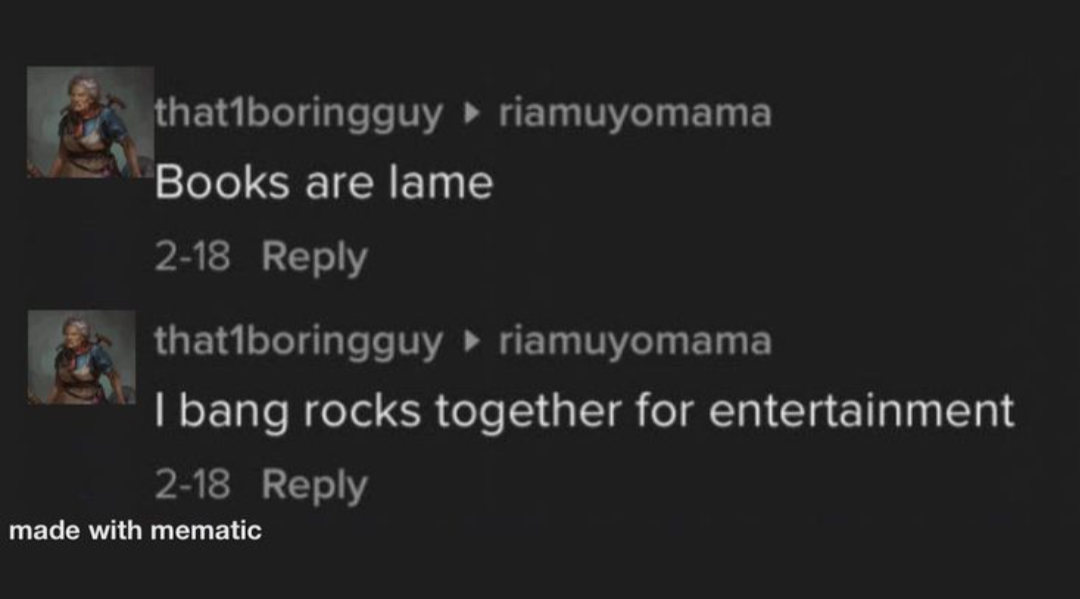 that1boringguy ▶ riamuyomama
Books are lame
2-18 Reply
that1boringguy ▶ riamuyomama
I bang rocks together for entertainment
2-18 Reply
made with mematic